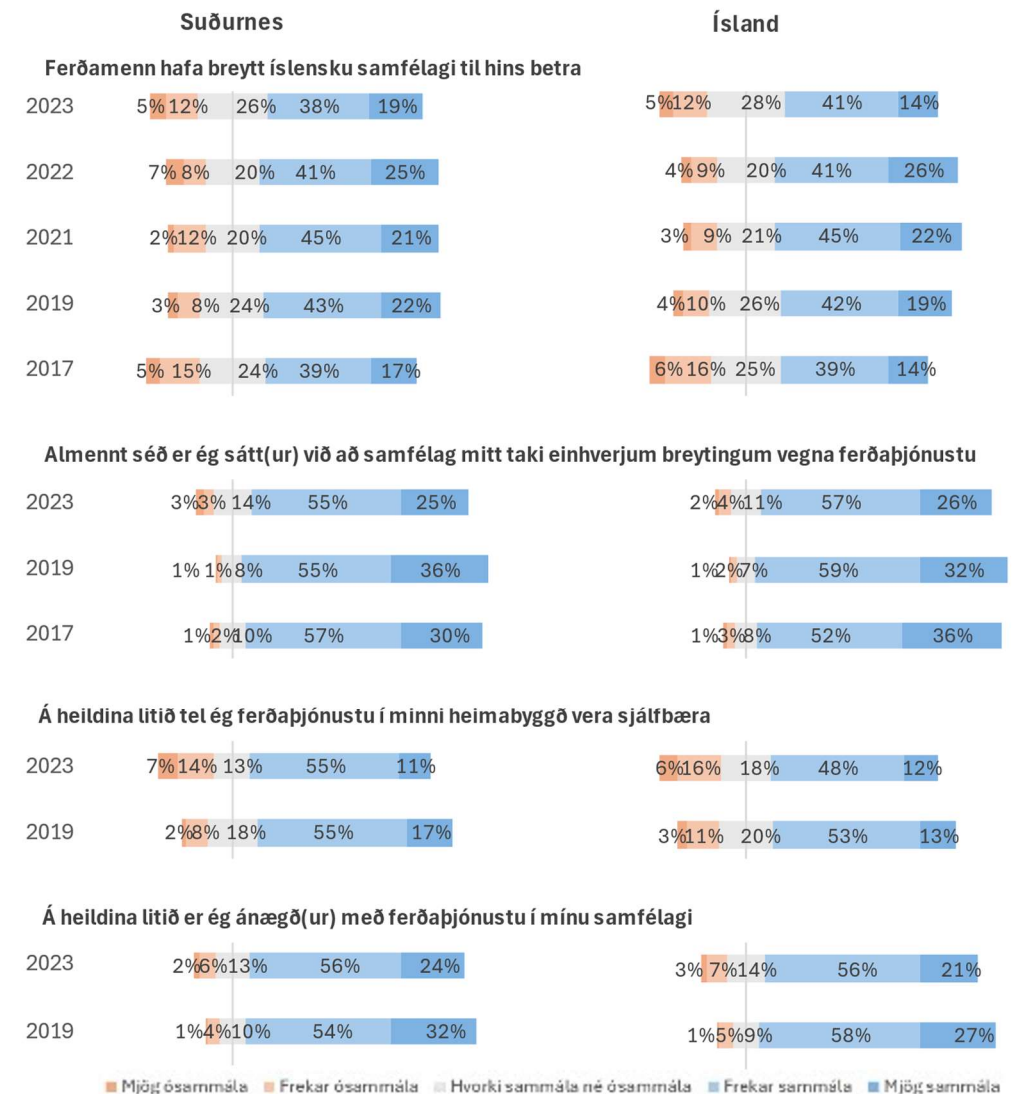 Suðurnes Ísland
Ferðamenn hafa breytt íslensku samfélagi til hins betra
2023 5% 12% 26% 38% 19% 5% 12% 28% 41% 14%
2022 7% 8% 20% 41% 25% 4% 9% 20% 41% 26%
2021 2% 12% 20% 45% 21% 3% 9% 21% 45% 22%
2019 3% 8% 24% 43% 22% 4% 10% 26% 42% 19%
2017 5% 15% 24% 39% 17% 6% 16% 25% 39% 14%
Almennt séð er ég sátt(ur) við að samfélag mitt taki einhverjum breytingum vegna ferðaþjónustu
2023 3% 3% 14% 55% 25% 2% 4% 11% 57% 26%
2019 1% 1% 8% 55% 36% 1% 2% 7% 59% 32%
2017 1% 2% 10% 57% 30% 1% 3% 8% 52% 36%
Á heildina litið tel ég ferðaþjónustu í minni heimabyggð vera sjálfbæra
2023 7% 14% 13% 55% 11% 6% 16% 18% 48% 12%
2019 2% 8% 18% 55% 17% 3% 11% 20% 53% 13%
Á heildina litið er ég ánægð(ur) með ferðaþjónustu í mínu samfélagi
2023 2% 6% 13% 56% 24% 3% 7% 14% 56% 21%
2019 1% 4% 10% 54% 32% 1% 5% 9% 58% 27%
Mjög ósammála Frekar ósammála Hvorki sammála né ósammála Frekar sammála Mjög sammála